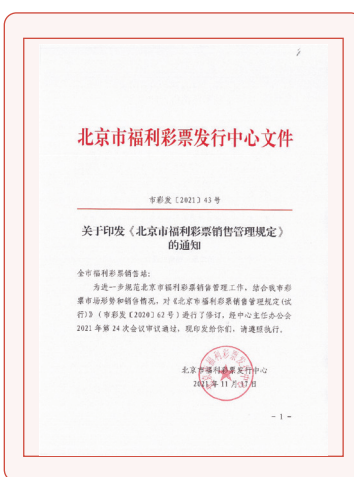 北京市福利彩票发行中心文件
市彩发〔2021〕43号
关于印发《北京市福利彩票销售管理规定》
的通知
全市福利彩票销售站:
为进一步规范北京市福利彩票销售管理工作，结合我市彩
票市场形势和销售情况，对《北京市福利彩票销售管理规定(试
行)》（市彩发〔2020〕62号）进行了修订，经中心主任办公会
2021年第24次会议审议通过，现印发给你们，请遵照执行。
北京市福利彩票发行中心
2021年11月17日
- 1 -